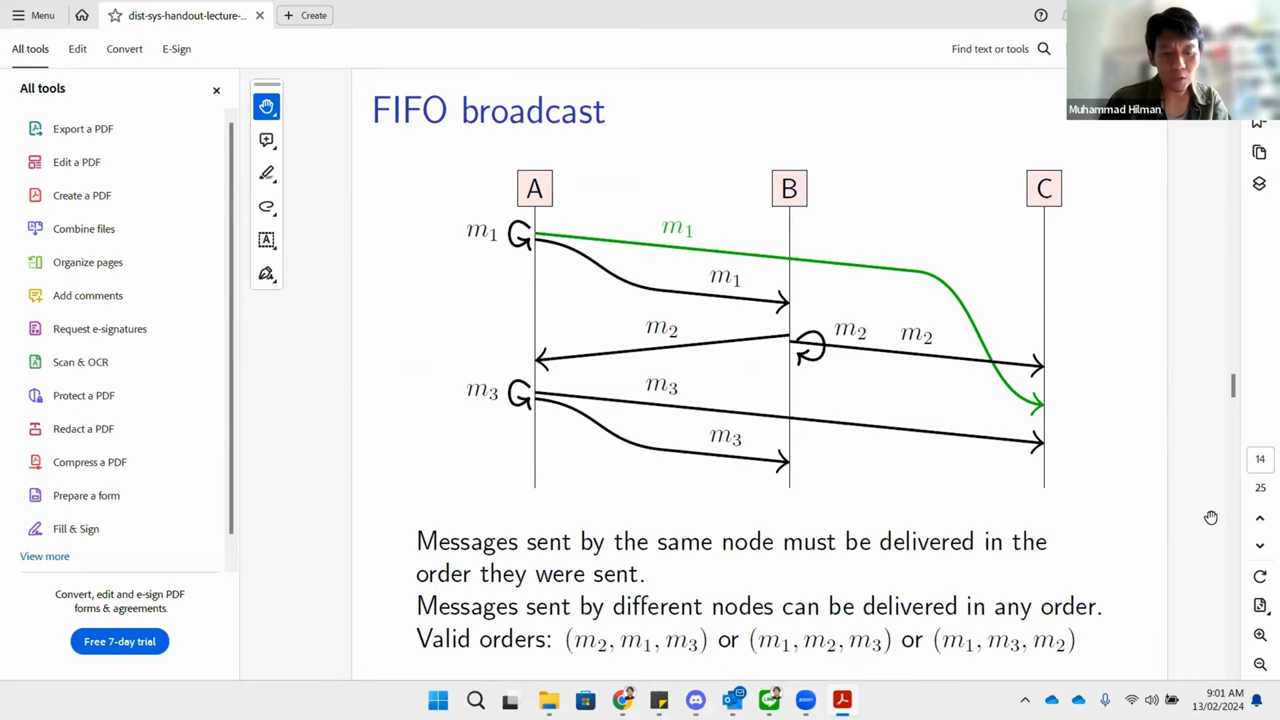 Menu
dist-sys-handout-lecture-...
Create
All tools
Edit
Convert
E-Sign
Find text or tools
Muhammad Hilman
All tools
Export a PDF
Edit a PDF
Create a PDF
Combine files
Organize pages
Add comments
Request e-signatures
Scan & OCR
Protect a PDF
Redact a PDF
Compress a PDF
Prepare a form
Fill & Sign
View more
Convert, edit and e-sign PDF
forms & agreements.
Free 7-day trial
FIFO broadcast
A
B
C
m₁
m₁
m₁
m₂
m₂
m₂
m₃
m₃
m₃
Messages sent by the same node must be delivered in the
order they were sent.
Messages sent by different nodes can be delivered in any order.
Valid orders: (m₂, m₁, m₃) or (m₁, m₂, m₃) or (m₁, m₃, m₂)
14
25
9:01 AM
13/02/2024